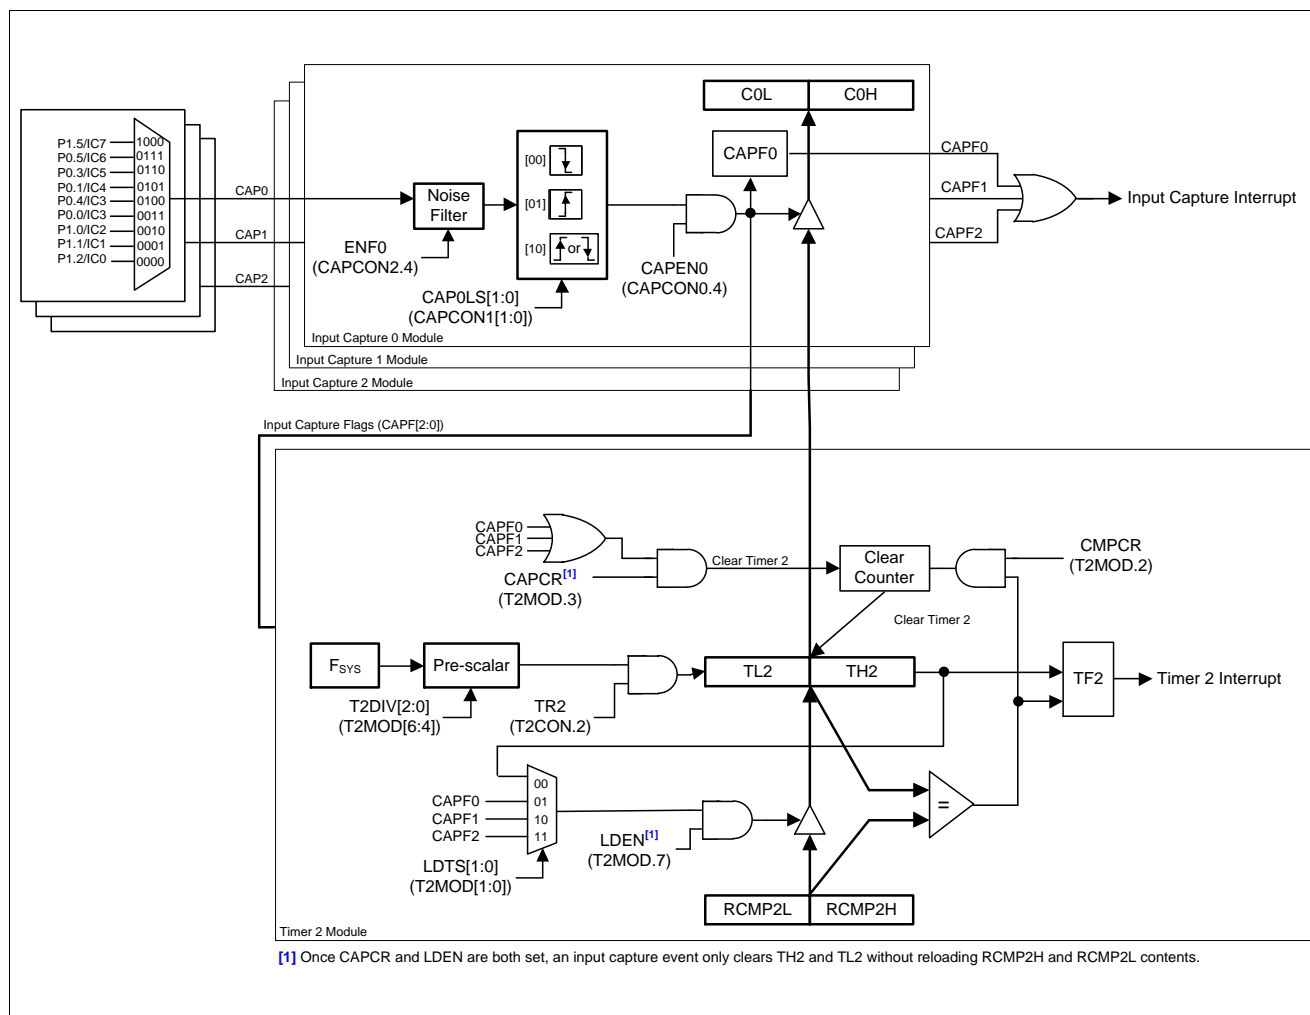 C0L
C0H
P1.5/IC7
1000
P0.5/IC6
0111
P0.3/IC5
0110
P0.1/IC4
0101
P0.4/IC3
0100
P0.0/IC3
0011
P1.0/IC2
0010
P1.1/IC1
0001
P1.2/IC0
0000
CAP0
CAP1
CAP2
Noise
Filter
ENF0
(CAPCON2.4)
[00]
[01]
[10]
or
CAP0LS[1:0]
(CAPCON1[1:0])
CAPEN0
(CAPCON0.4)
CAPF0
CAPF0
CAPF1
CAPF2
Input Capture Interrupt
Input Capture 0 Module
Input Capture 1 Module
Input Capture 2 Module
Input Capture Flags (CAPF[2:0])
CAPF0
CAPF1
CAPF2
CAPCR[1]
(T2MOD.3)
Clear Timer 2
Clear
Counter
CMPCR
(T2MOD.2)
Clear Timer 2
FSYS
Pre-scalar
T2DIV[2:0]
(T2MOD[6:4])
TR2
(T2CON.2)
TL2
TH2
TF2
Timer 2 Interrupt
00
CAPF0
01
CAPF1
10
CAPF2
11
LDTS[1:0]
(T2MOD[1:0])
LDEN[1]
(T2MOD.7)
=
RCMP2L
RCMP2H
Timer 2 Module
[1] Once CAPCR and LDEN are both set, an input capture event only clears TH2 and TL2 without reloading RCMP2H and RCMP2L contents.